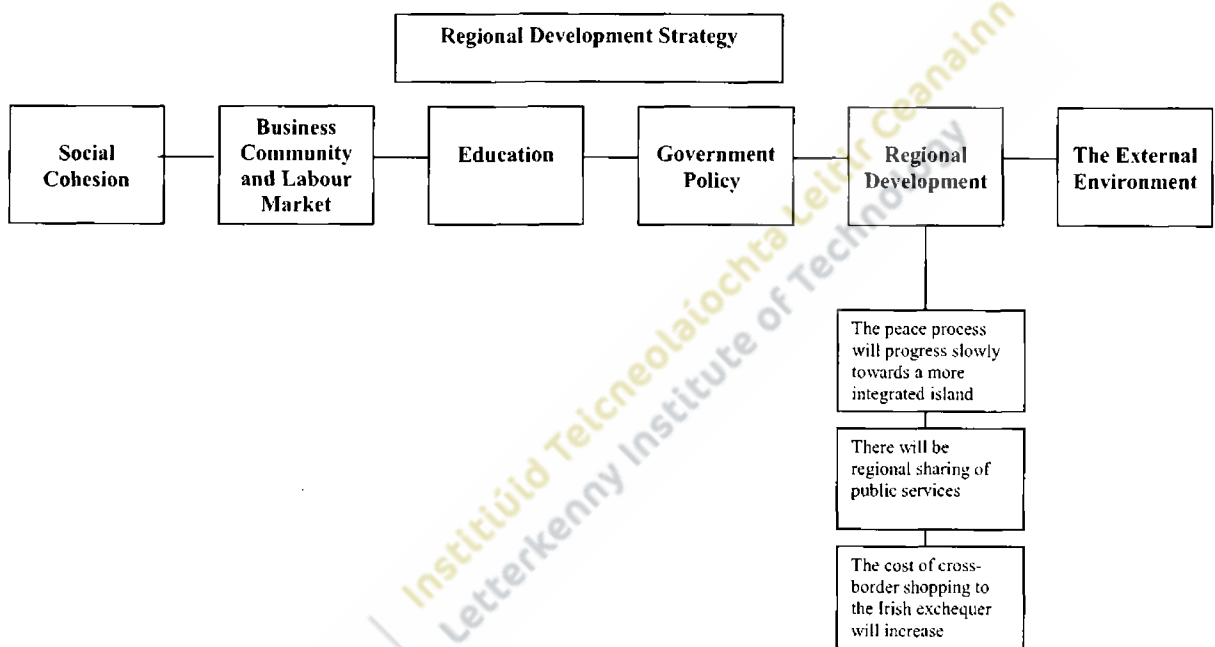 Regional Development Strategy
Social
Cohesion
Business
Community
and Labour
Market
Education
Government
Policy
Regional
Development
The External
Environment
The peace process
will progress slowly
towards a more
integrated island
There will be
regional sharing of
public services
The cost of cross-
border shopping to
the Irish exchequer
will increase
Institiúid Teicneolaíochta Leitir Ceanainn
Letterkenny Institute of Technology